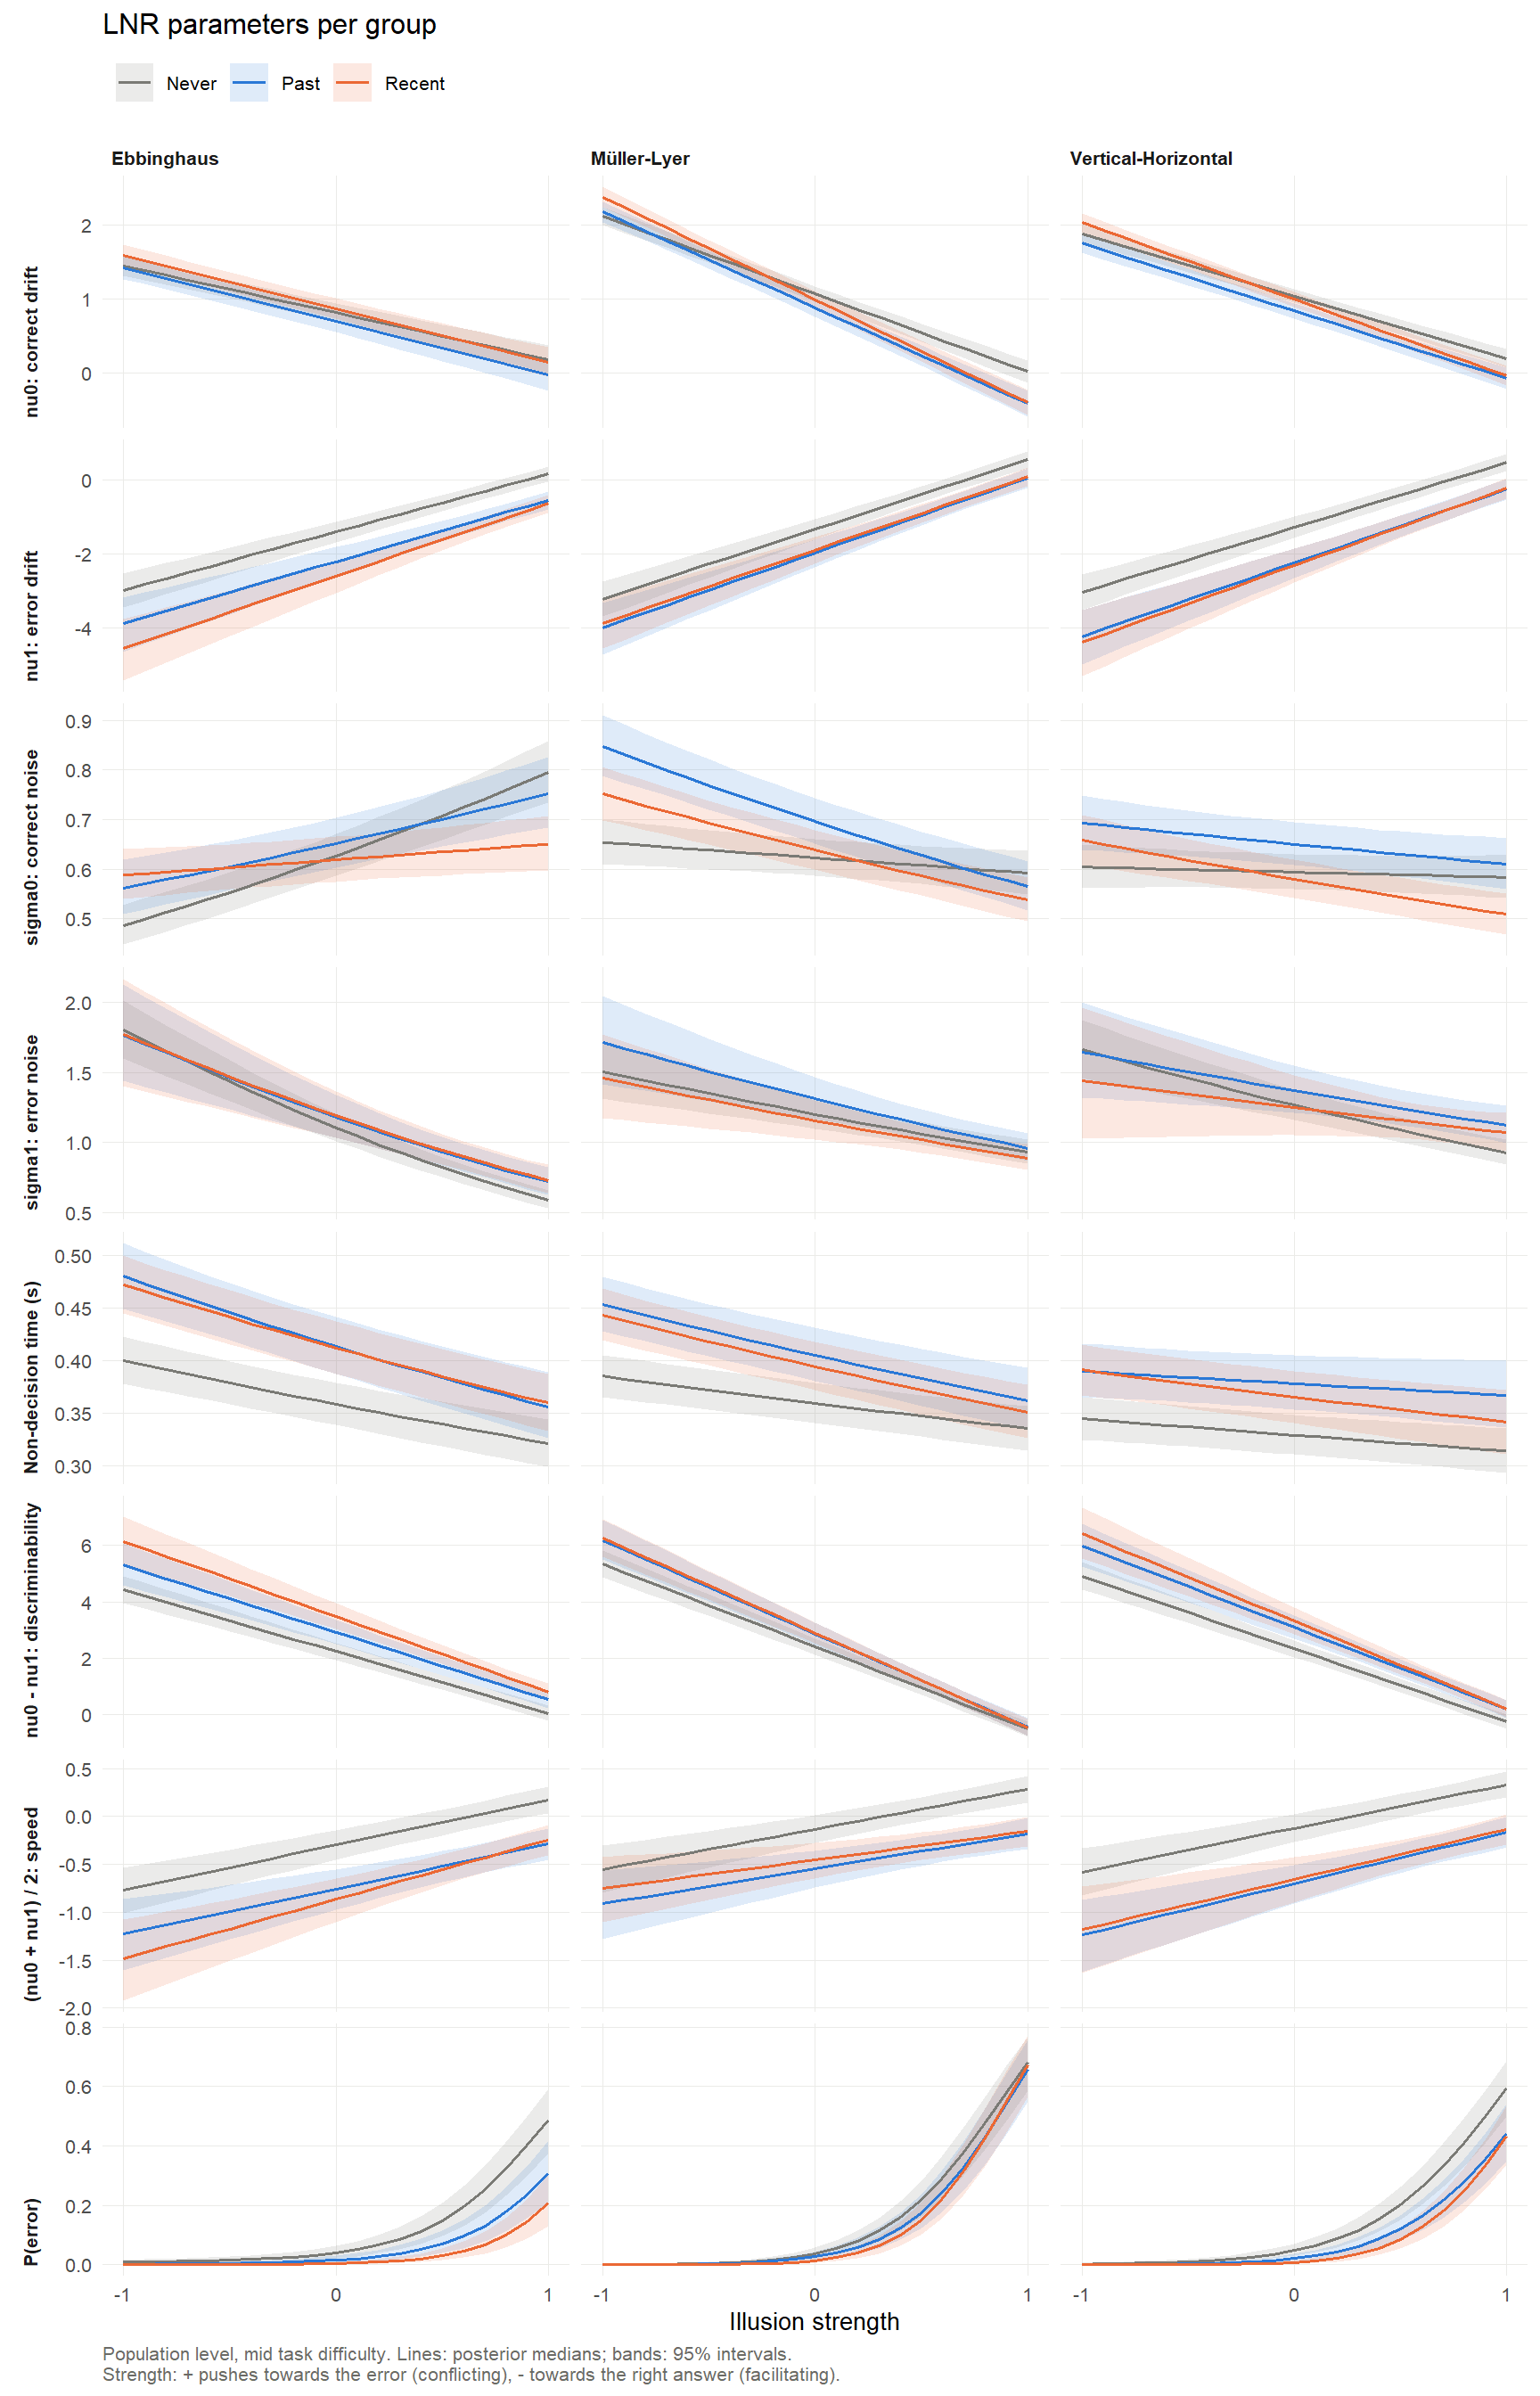 LNR parameters per group
Never Past Recent
Ebbinghaus Müller-Lyer Vertical-Horizontal
nu0: correct drift
2
1
0
nu1: error drift
0
-2
-4
sigma0: correct noise
0.9
0.8
0.7
0.6
0.5
sigma1: error noise
2.0
1.5
1.0
0.5
Non-decision time (s)
0.50
0.45
0.40
0.35
0.30
nu0 - nu1: discriminability
6
4
2
0
(nu0 + nu1) / 2: speed
0.5
0.0
-0.5
-1.0
-1.5
-2.0
P(error)
0.8
0.6
0.4
0.2
0.0
-1 0 1 -1 0 1 -1 0 1
Illusion strength
Population level, mid task difficulty. Lines: posterior medians; bands: 95% intervals.
Strength: + pushes towards the error (conflicting), - towards the right answer (facilitating).